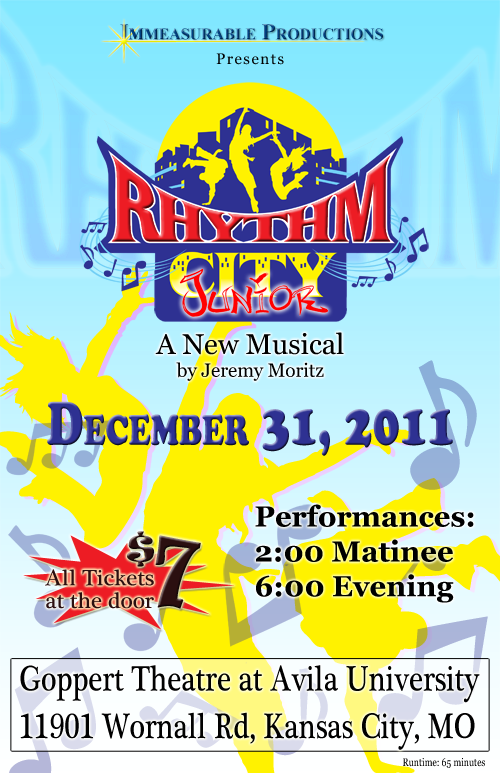 Immeasurable Productions
Presents
RHYTHM
CITY
JUNIOR
A New Musical
by Jeremy Moritz
December 31, 2011
Performances:
2:00 Matinee
6:00 Evening
$7
All Tickets
at the door
Goppert Theatre at Avila University
11901 Wornall Rd, Kansas City, MO
Runtime: 65 minutes